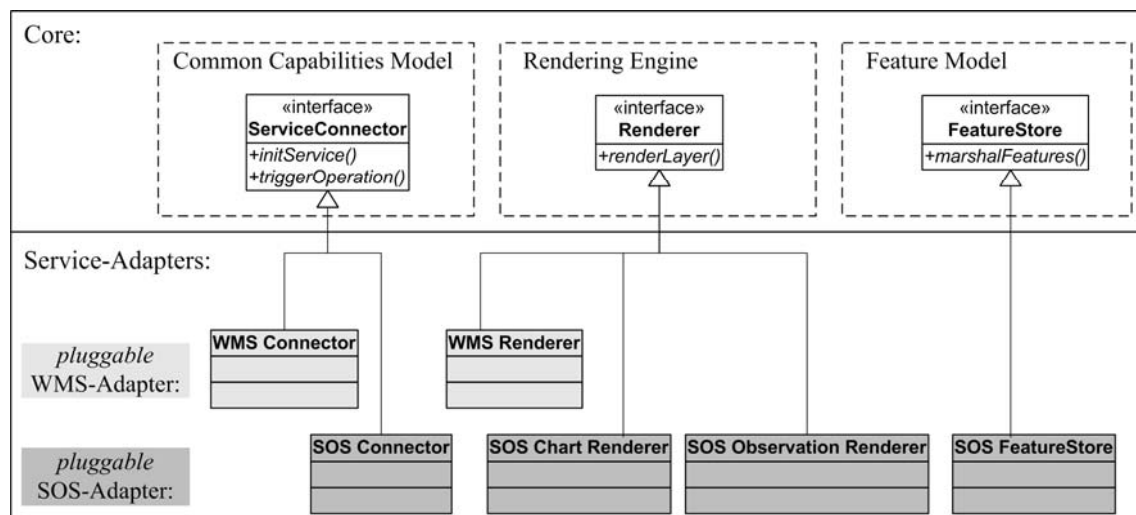 Core:
Common Capabilities Model
Rendering Engine
Feature Model
«interface»
ServiceConnector
+initService()
+triggerOperation()
«interface»
Renderer
+renderLayer()
«interface»
FeatureStore
+marshalFeatures()
Service-Adapters:
pluggable
WMS-Adapter:
WMS Connector
WMS Renderer
pluggable
SOS-Adapter:
SOS Connector
SOS Chart Renderer
SOS Observation Renderer
SOS FeatureStore